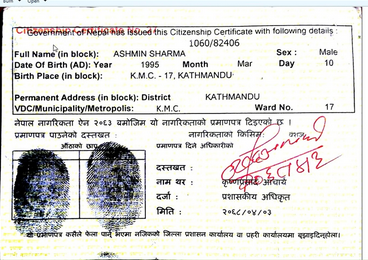 Government of Nepal has issued this Citizenship Certificate with following details :
1060/82406
Full Name (in block): ASHMIN SHARMA Sex : Male
Date Of Birth (AD): Year 1995 Month Mar Day 10
Birth Place (in block): K.M.C. - 17, KATHMANDU
Permanent Address (in block): District KATHMANDU
VDC/Municipality/Metropolis: K.M.C. Ward No. 17
नेपाल नागरिकता ऐन २०६३ बमोजिम यो नागरिकताको प्रमाणपत्र दिइएको छ ।
प्रमाणपत्र पाउनेको दस्तखत : नागरिकताको किसिम:
औंठाको छाप प्रमाणपत्र दिने अधिकारीको
दस्तखत :
नाम थर : कृष्णप्रसाद आचार्य
दर्जा : प्रशासकीय अधिकृत
मिति : २०६८/०४/०३
यो प्रमाणपत्र कसैले फेला पारी भएमा नजिकको जिल्ला प्रशासन कार्यालय वा प्रहरी कार्यालयमा बुझाइदिनुहोला।